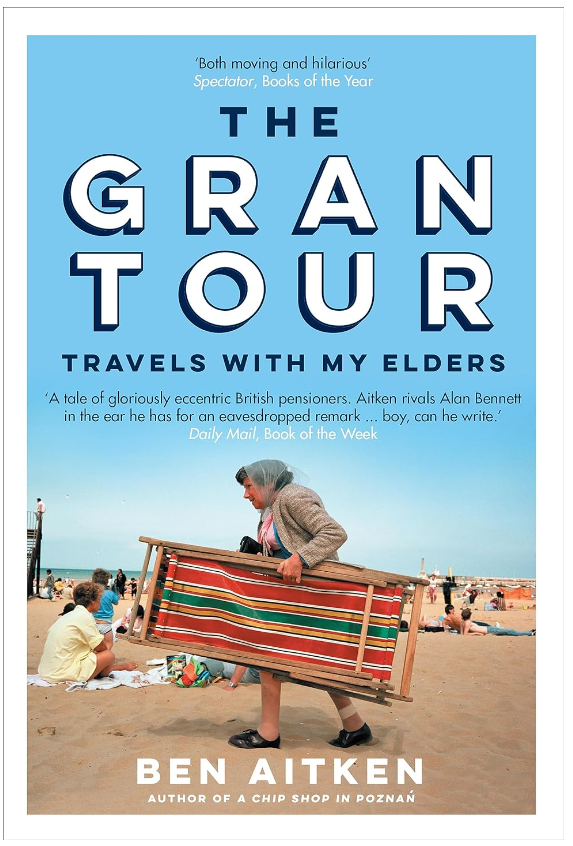 ‘Both moving and hilarious’
Spectator, Books of the Year
THE
GRAN
TOUR
TRAVELS WITH MY ELDERS
‘A tale of gloriously eccentric British pensioners. Aitken rivals Alan Bennett
in the ear he has for an eavesdropped remark ... boy, can he write.’
Daily Mail, Book of the Week
BEN AITKEN
AUTHOR OF A CHIP SHOP IN POZNAŃ